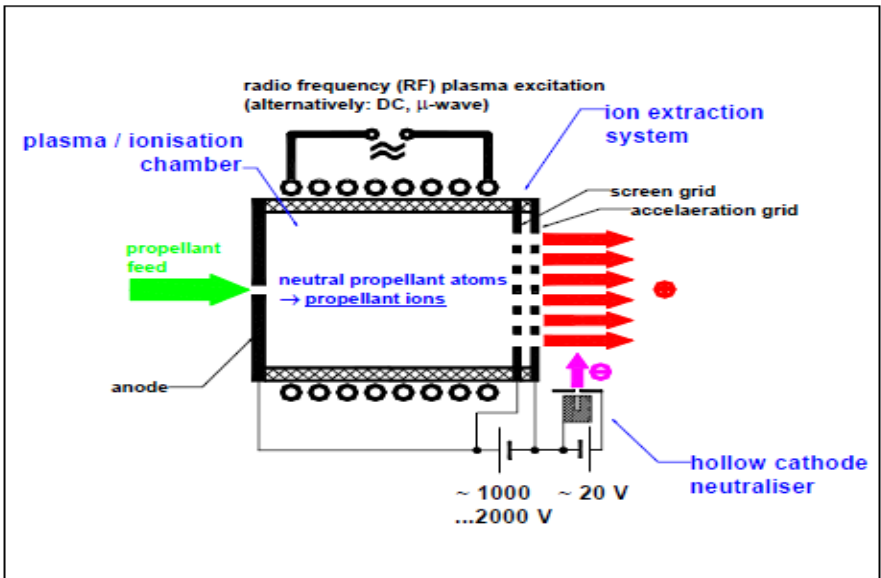 radio frequency (RF) plasma excitation
(alternatively: DC, μ-wave)
ion extraction
system
plasma / ionisation
chamber
screen grid
accelaeration grid
propellant
feed
neutral propellant atoms
→ propellant ions
anode
hollow cathode
neutraliser
~ 1000
...2000 V
~ 20 V